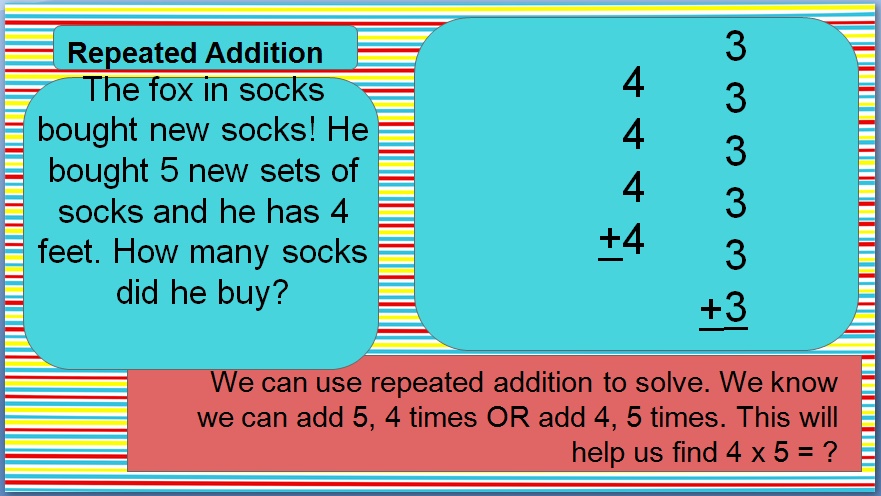 Repeated Addition
The fox in socks
bought new socks! He
bought 5 new sets of
socks and he has 4
feet. How many socks
did he buy?
4
4
4
+4
3
3
3
3
3
+3
We can use repeated addition to solve. We know
we can add 5, 4 times OR add 4, 5 times. This will
help us find 4 x 5 = ?